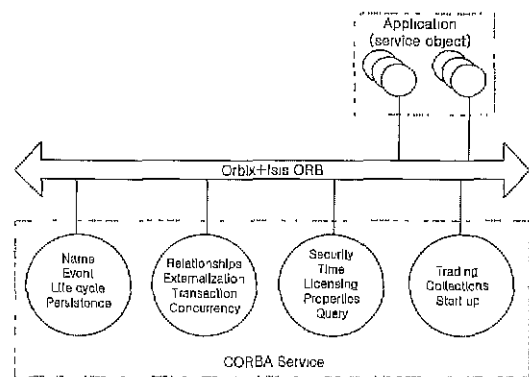 Application
(service object)
Orbix+Isis ORB
Name
Event
Life cycle
Persistence
Relationships
Externalization
Transaction
Concurrency
Security
Time
Licensing
Properties
Query
Trading
Collections
Start up
CORBA Service